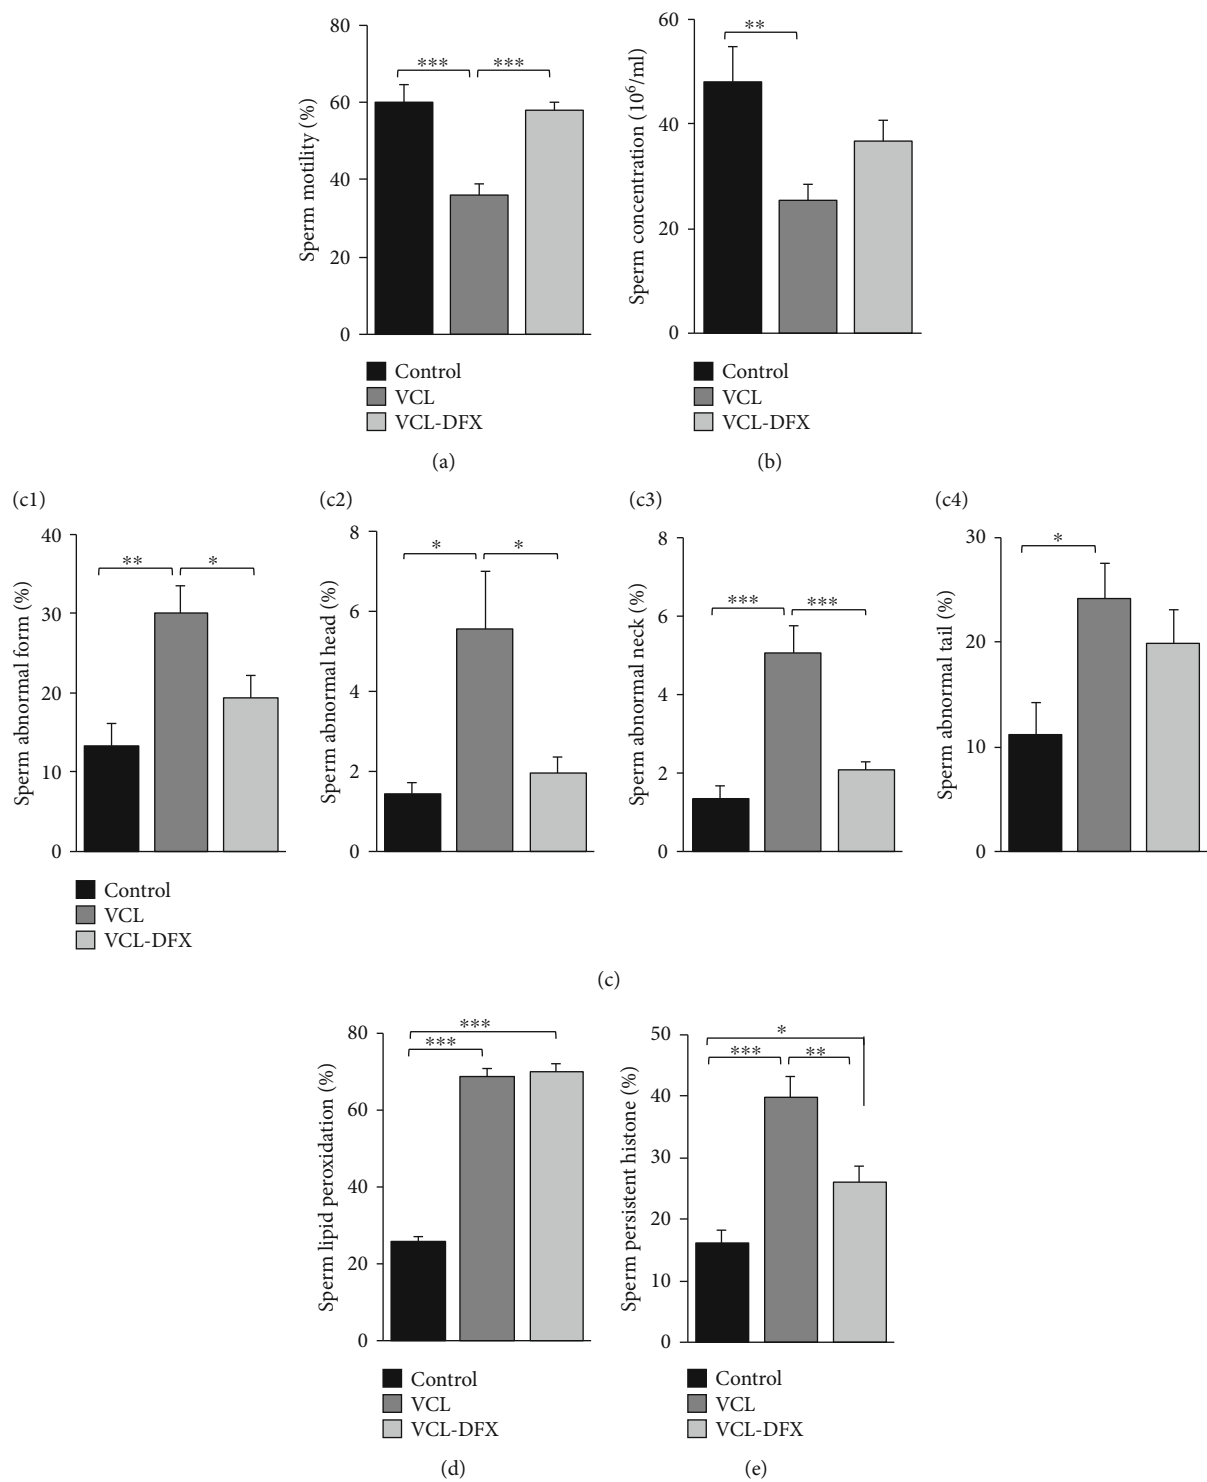 Sperm motility (%)
80
60
40
20
0
***
***
Control
VCL
VCL-DFX
(a)
Sperm concentration (10⁶/ml)
60
40
20
0
**
Control
VCL
VCL-DFX
(b)
(c1)
Sperm abnormal form (%)
40
30
20
10
0
**
*
Control
VCL
VCL-DFX
(c2)
Sperm abnormal head (%)
8
6
4
2
0
*
*
(c3)
Sperm abnormal neck (%)
8
6
4
2
0
***
***
(c4)
Sperm abnormal tail (%)
30
20
10
0
*
(c)
Sperm lipid peroxidation (%)
80
60
40
20
0
***
***
Control
VCL
VCL-DFX
(d)
Sperm persistent histone (%)
50
40
30
20
10
0
*
***
**
Control
VCL
VCL-DFX
(e)